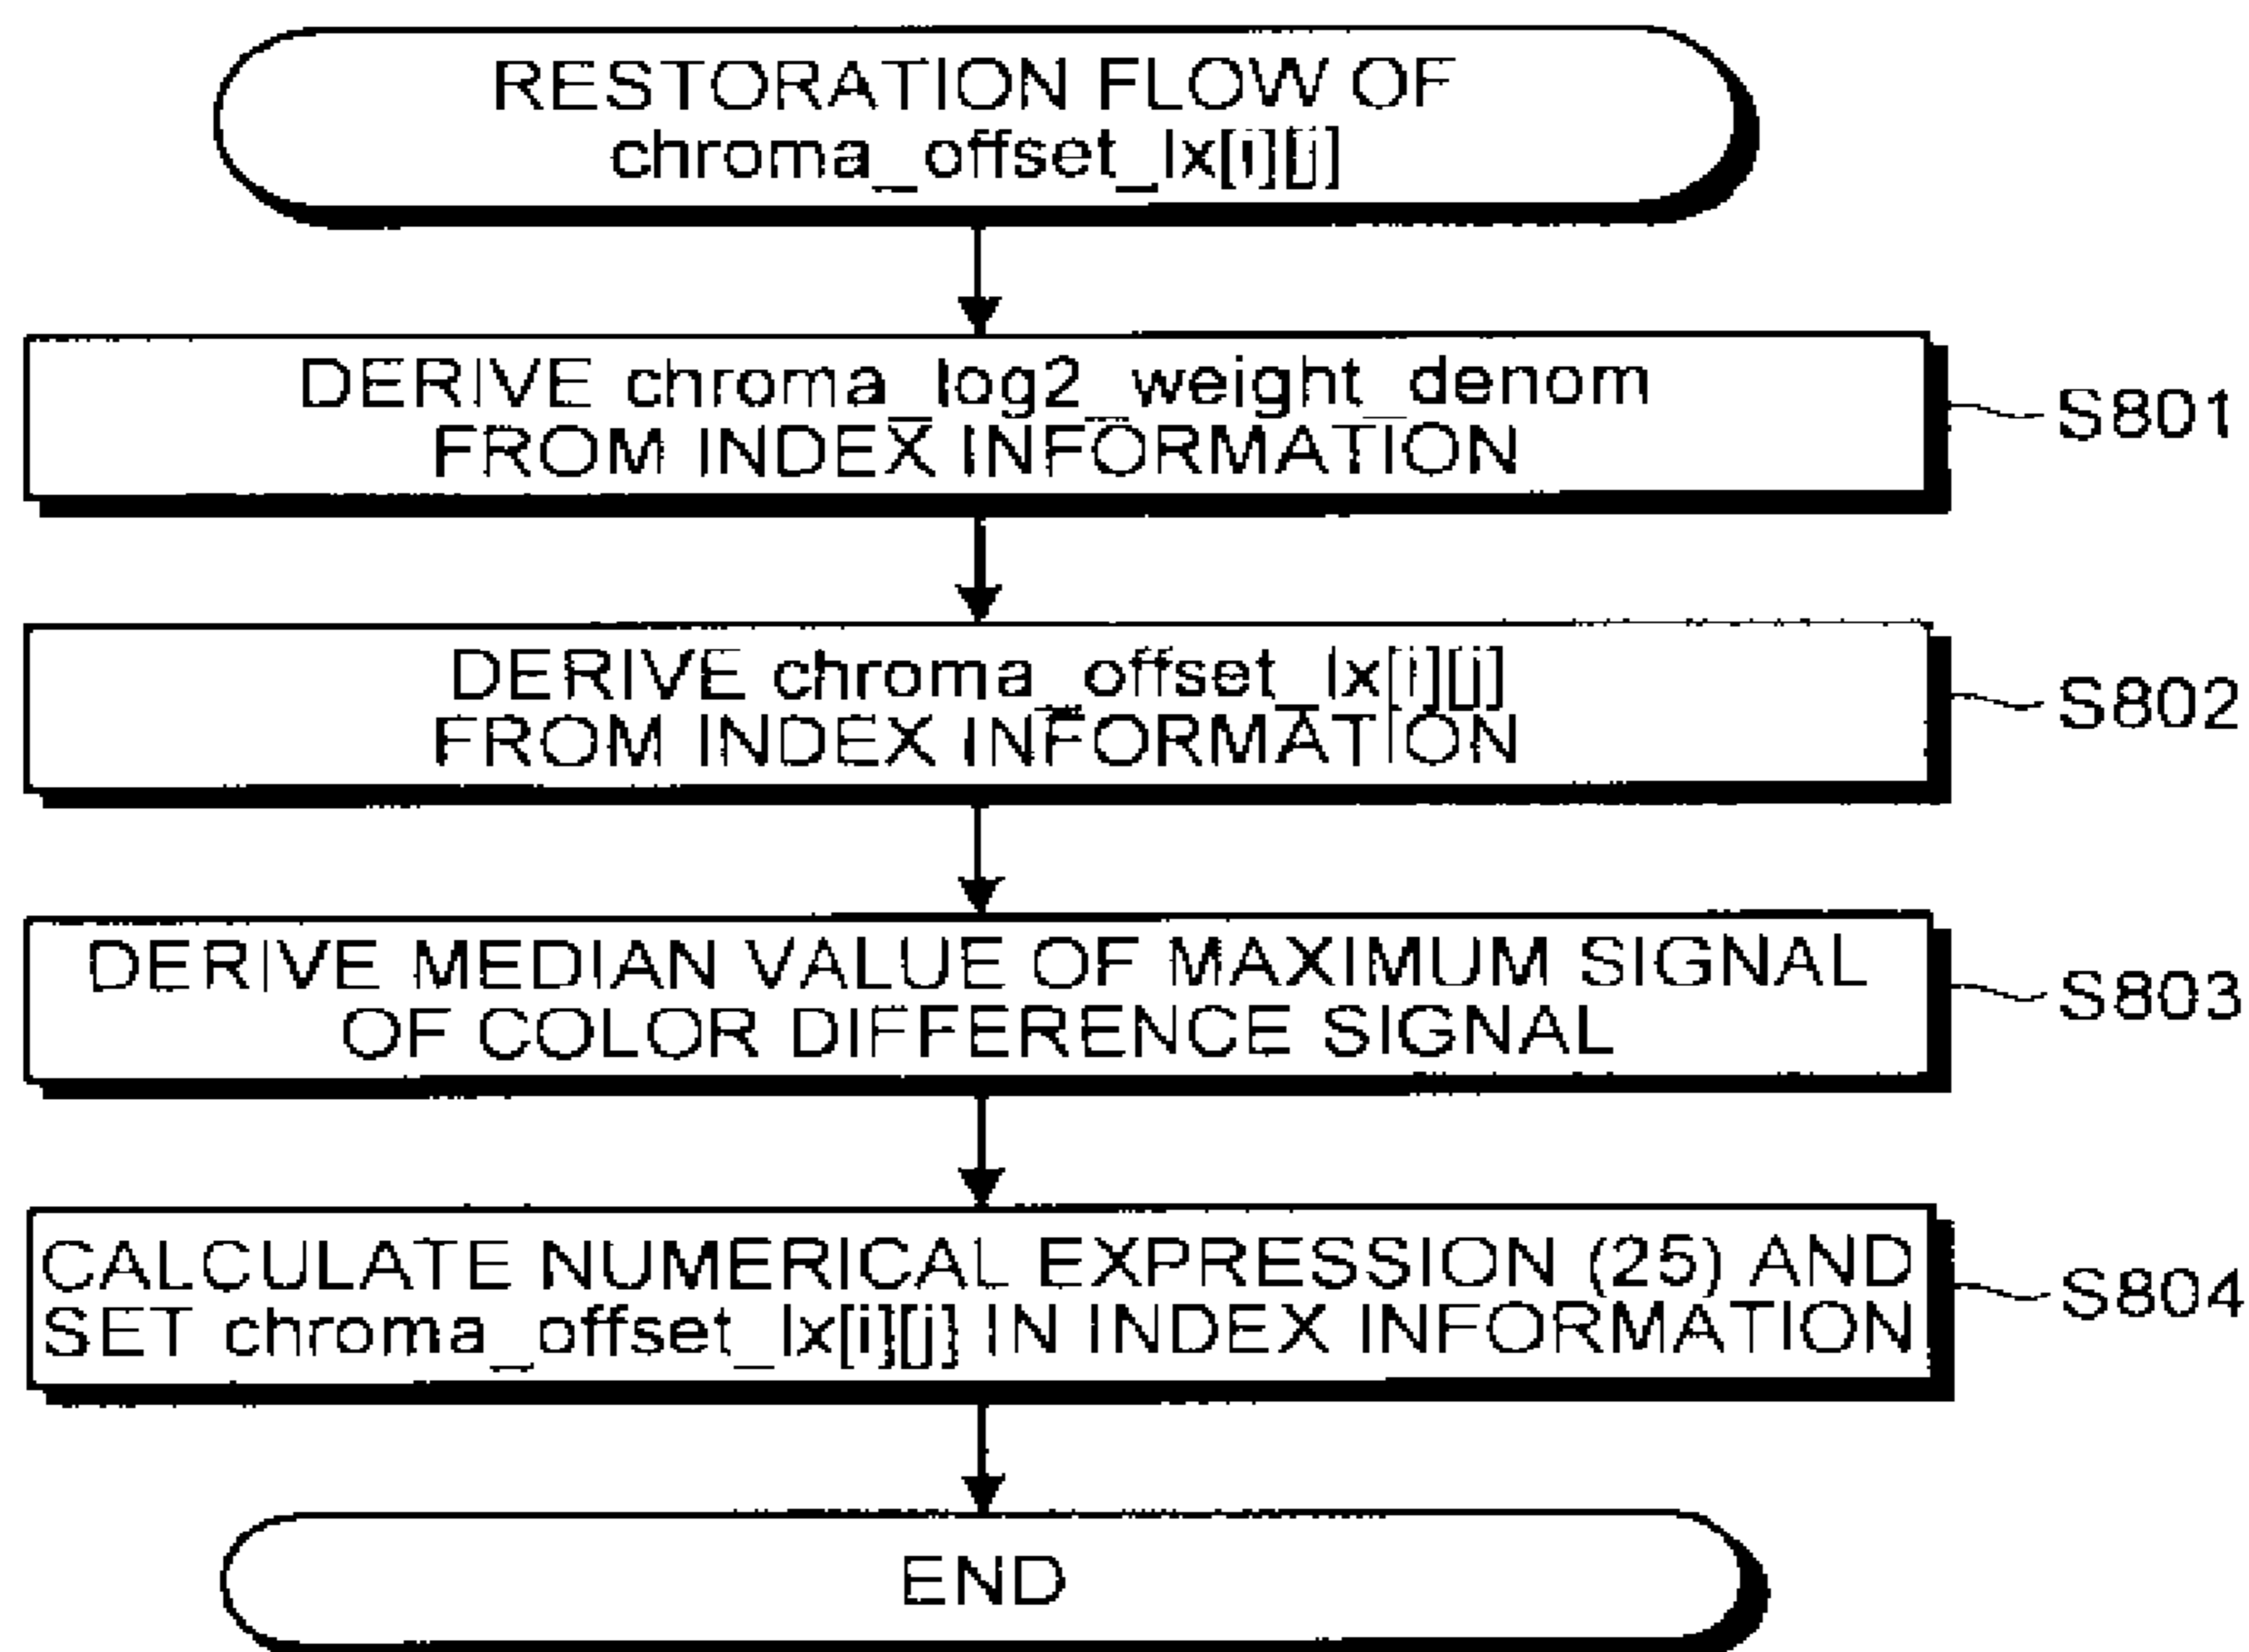 RESTORATION FLOW OF
chroma_offset_lx[i][j]
DERIVE chroma_log2_weight_denom
FROM INDEX INFORMATION
S801
DERIVE chroma_offset_lx[i][j]
FROM INDEX INFORMATION
S802
DERIVE MEDIAN VALUE OF MAXIMUM SIGNAL
OF COLOR DIFFERENCE SIGNAL
S803
CALCULATE NUMERICAL EXPRESSION (25) AND
SET chroma_offset_lx[i][j] IN INDEX INFORMATION
S804
END